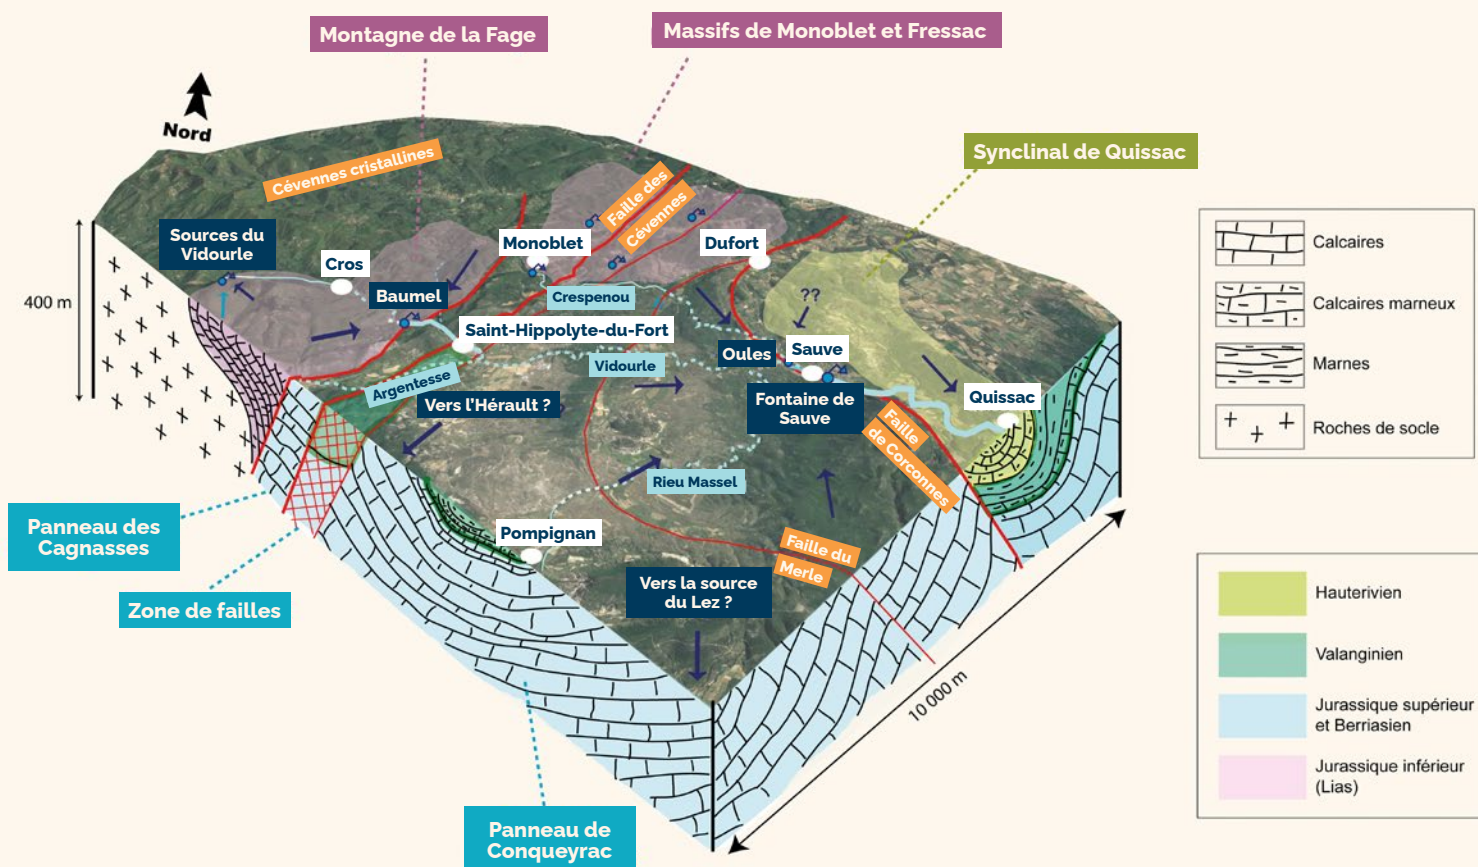 Montagne de la Fage
Massifs de Monoblet et Fressac
Nord
Cévennes cristallines
Synclinal de Quissac
Faille des
Cévennes
Sources du
Vidourle
Cros
Monoblet
Dufort
400 m
Baumel
Crespenou
??
Saint-Hippolyte-du-Fort
Oules
Sauve
Vidourle
Argentesse
Vers l'Hérault ?
Fontaine de
Sauve
Quissac
Faille
de Corconnes
Rieu Massel
Panneau des
Cagnasses
Pompignan
Faille du
Merle
Vers la source
du Lez ?
Zone de failles
10 000 m
Panneau de
Conqueyrac
Calcaires
Calcaires marneux
Marnes
Roches de socle
Hauterivien
Valanginien
Jurassique supérieur
et Berriasien
Jurassique inférieur
(Lias)